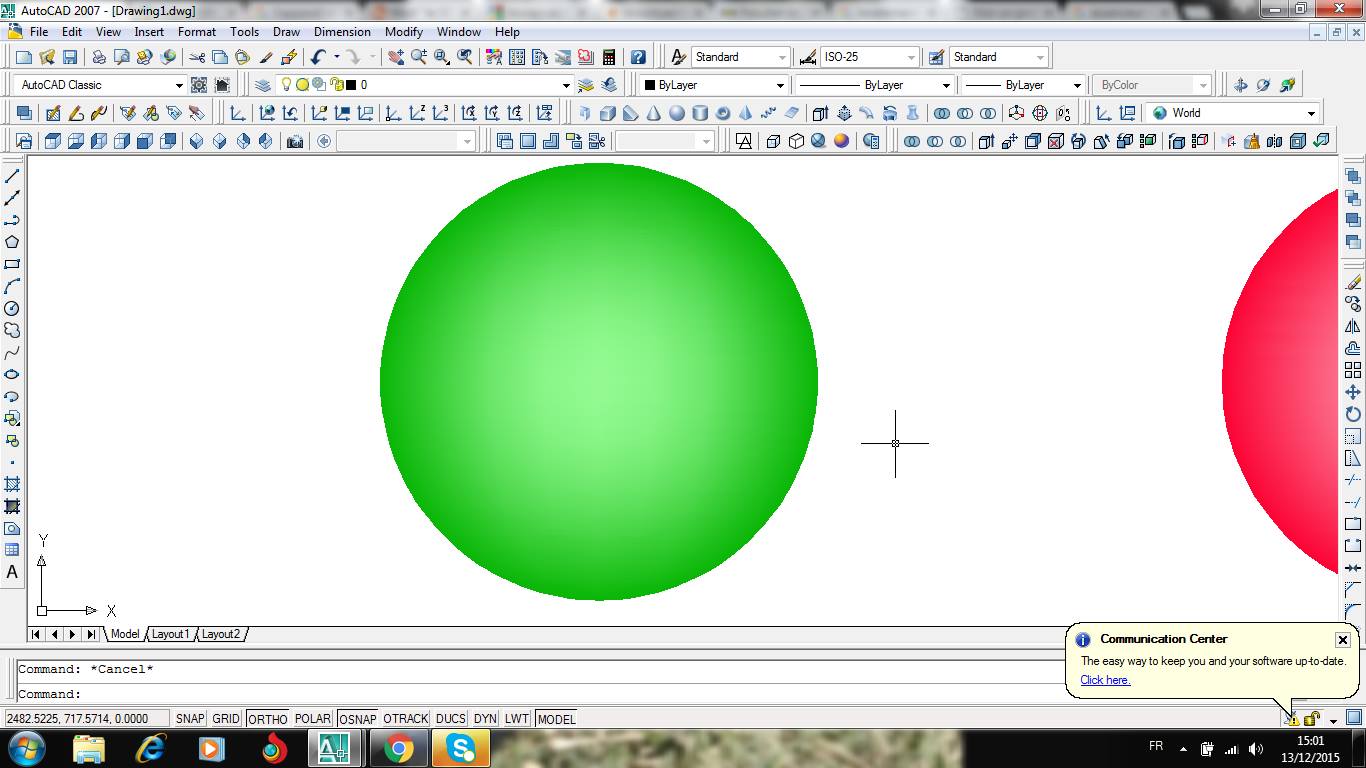 AutoCAD 2007 - [Drawing1.dwg]
File Edit View Insert Format Tools Draw Dimension Modify Window Help
Standard ISO-25 Standard
AutoCAD Classic 0 ByLayer ByLayer ByLayer ByColor
World
A
Y
X
Model Layout1 Layout2
Command: *Cancel*
Command:
Communication Center
The easy way to keep you and your software up-to-date.
Click here.
2482.5225, 717.5714, 0.0000 SNAP GRID ORTHO POLAR OSNAP OTRACK DUCS DYN LWT MODEL
FR
15:01
13/12/2015